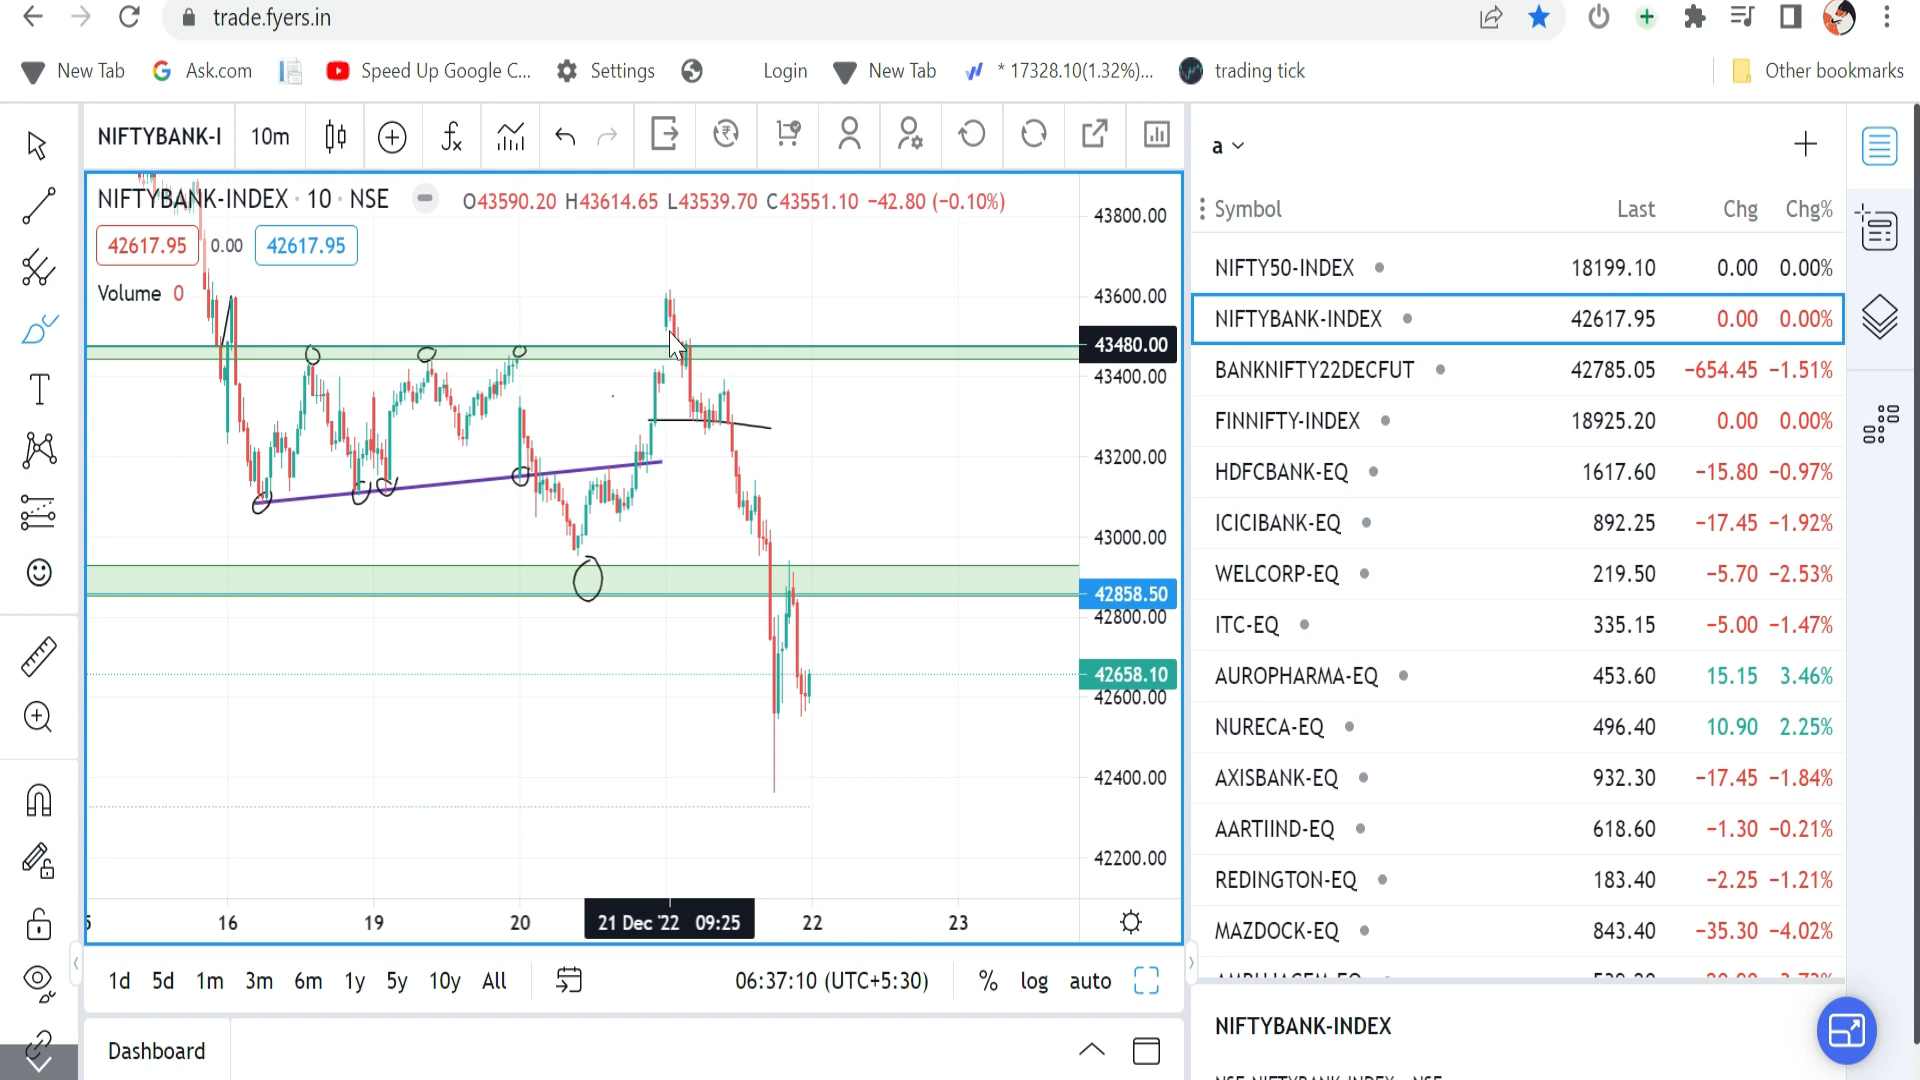 trade.fyers.in
New Tab Ask.com Speed Up Google C... Settings Login New Tab * 17328.10(1.32%)... trading tick Other bookmarks
NIFTYBANK-I 10m
NIFTYBANK-INDEX · 10 · NSE O43590.20 H43614.65 L43539.70 C43551.10 −42.80 (−0.10%)
42617.95 0.00 42617.95
Volume 0
43800.00
43600.00
43480.00
43400.00
43200.00
43000.00
42858.50
42800.00
42658.10
42600.00
42400.00
42200.00
16 19 20 21 Dec '22 09:25 22 23
1d 5d 1m 3m 6m 1y 5y 10y All 06:37:10 (UTC+5:30) % log auto
Dashboard
a
Symbol Last Chg Chg%
NIFTY50-INDEX 18199.10 0.00 0.00%
NIFTYBANK-INDEX 42617.95 0.00 0.00%
BANKNIFTY22DECFUT 42785.05 −654.45 −1.51%
FINNIFTY-INDEX 18925.20 0.00 0.00%
HDFCBANK-EQ 1617.60 −15.80 −0.97%
ICICIBANK-EQ 892.25 −17.45 −1.92%
WELCORP-EQ 219.50 −5.70 −2.53%
ITC-EQ 335.15 −5.00 −1.47%
AUROPHARMA-EQ 453.60 15.15 3.46%
NURECA-EQ 496.40 10.90 2.25%
AXISBANK-EQ 932.30 −17.45 −1.84%
AARTIIND-EQ 618.60 −1.30 −0.21%
REDINGTON-EQ 183.40 −2.25 −1.21%
MAZDOCK-EQ 843.40 −35.30 −4.02%
NIFTYBANK-INDEX